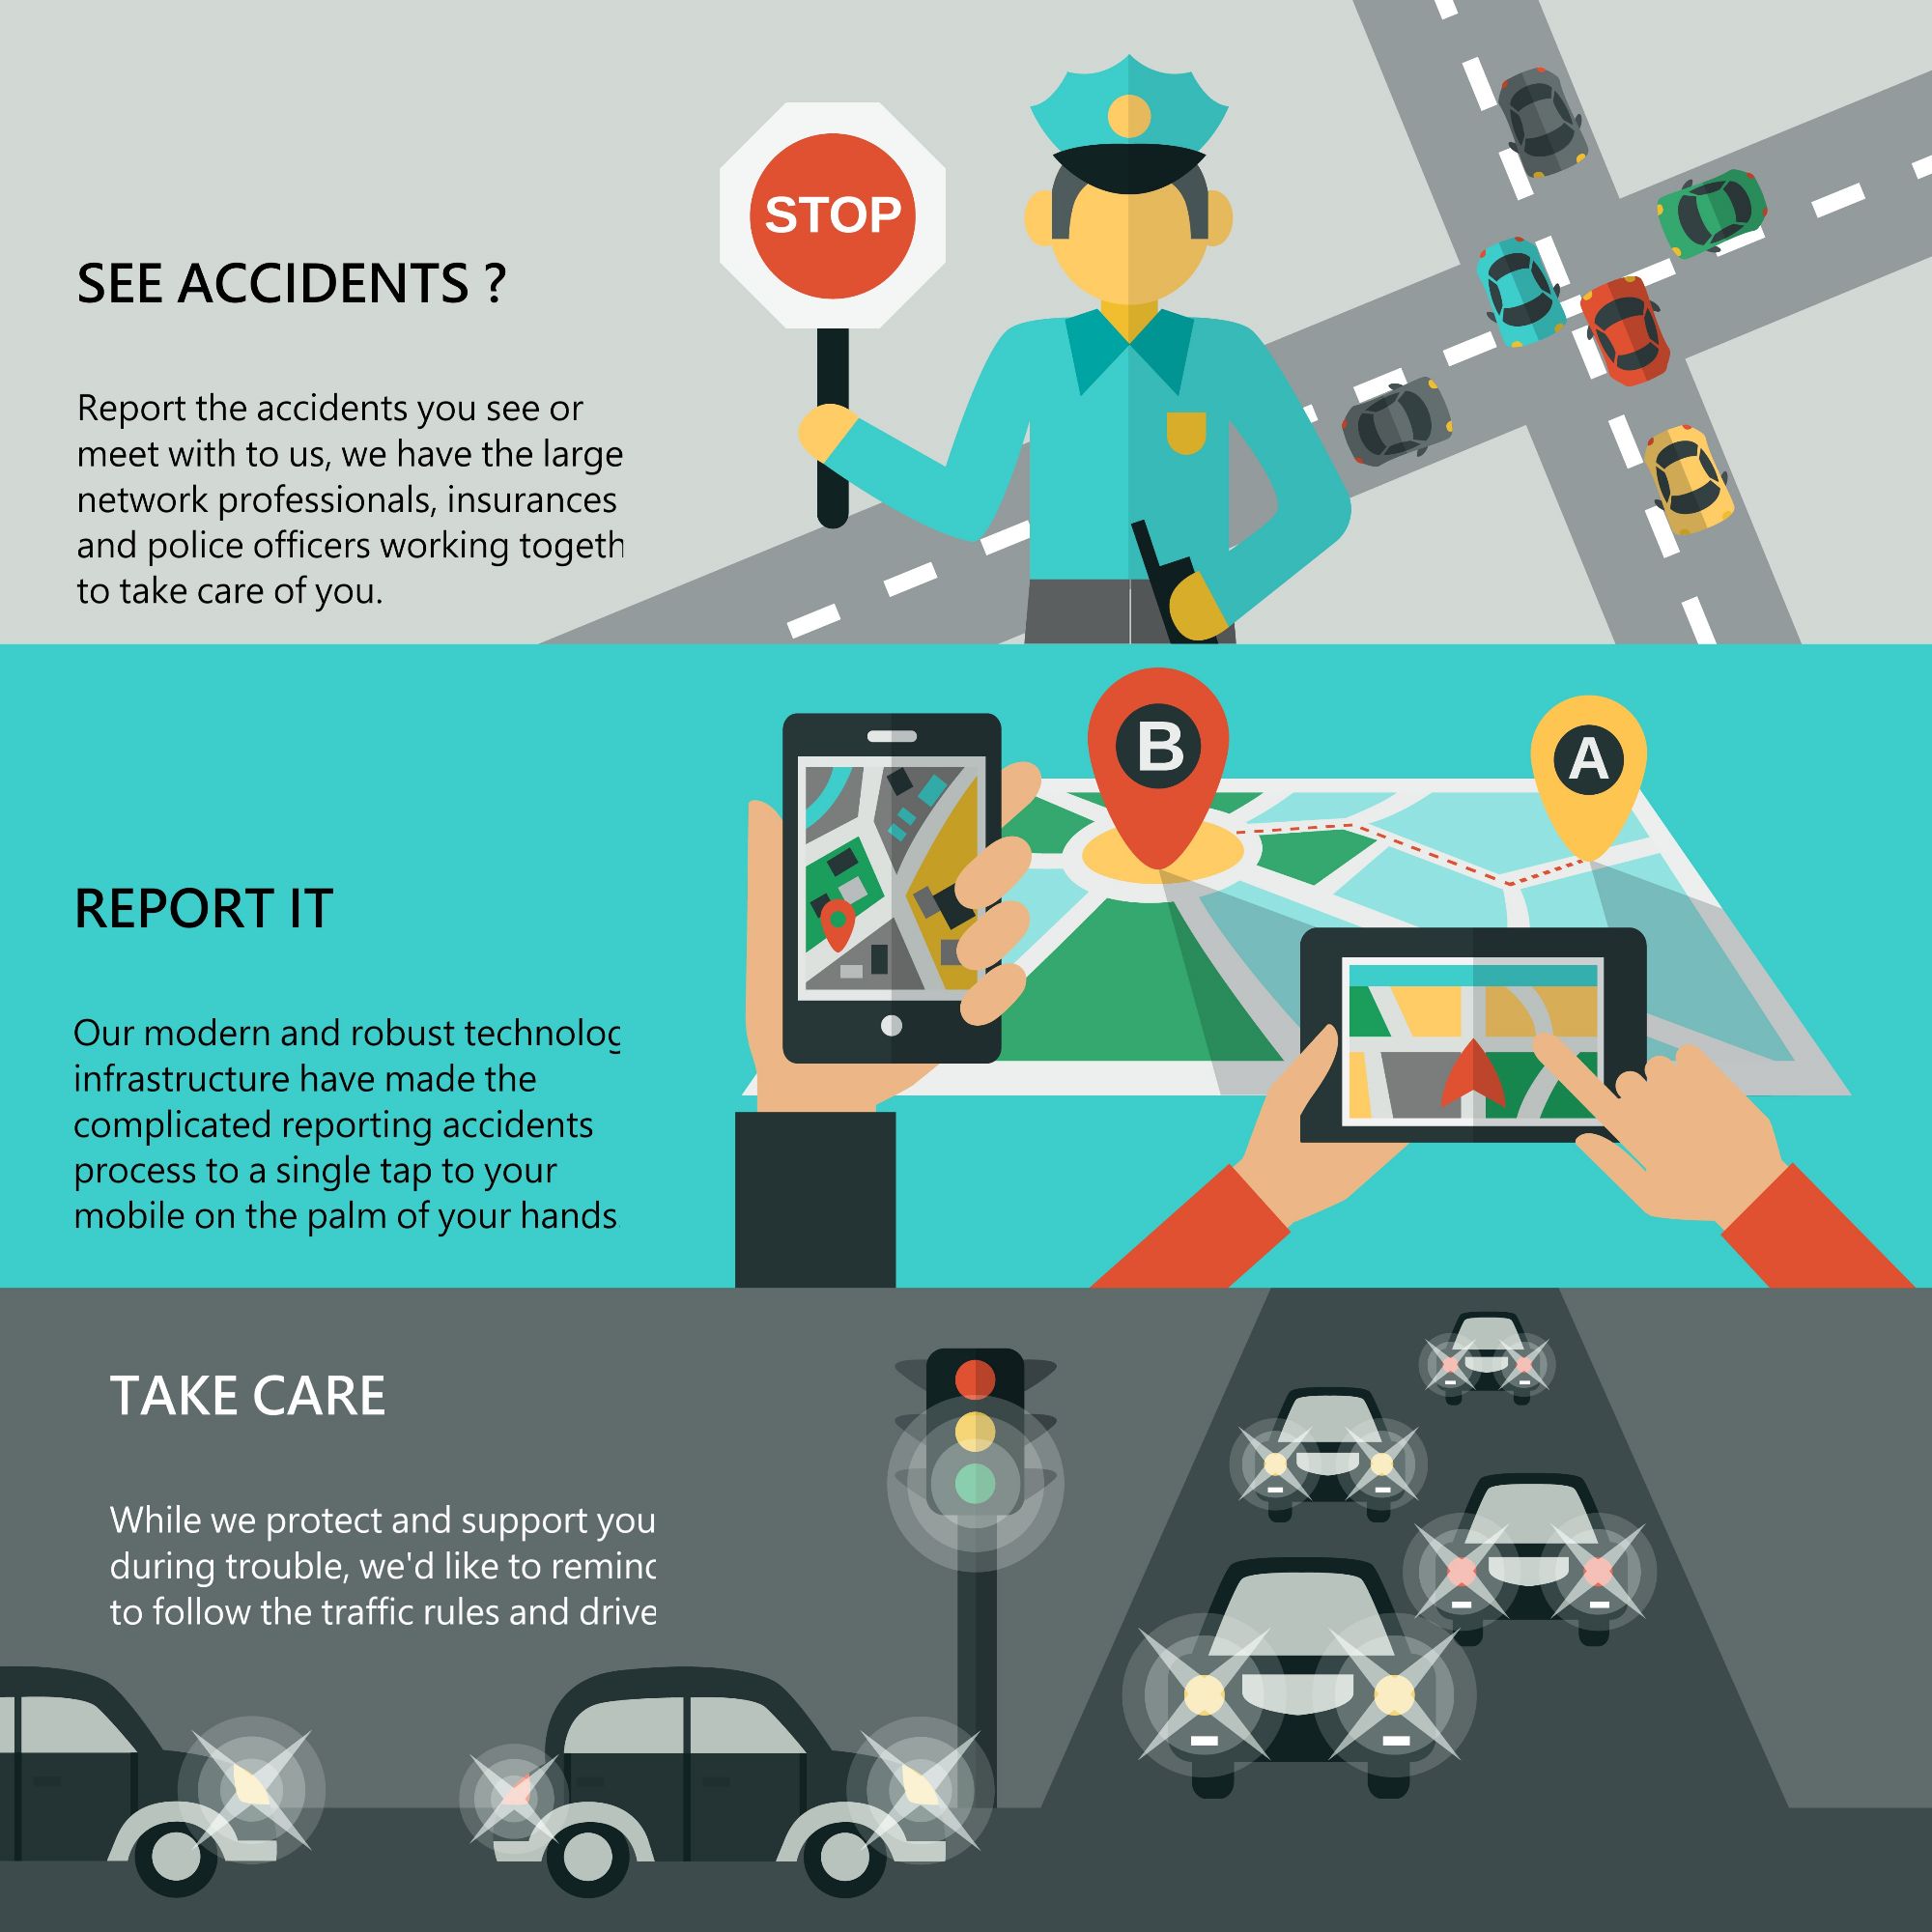 STOP
SEE ACCIDENTS ?
Report the accidents you see or
meet with to us, we have the large
network professionals, insurances
and police officers working togeth
to take care of you.
B
A
REPORT IT
Our modern and robust technolog
infrastructure have made the
complicated reporting accidents
process to a single tap to your
mobile on the palm of your hands
TAKE CARE
While we protect and support you
during trouble, we'd like to remind
to follow the traffic rules and drive